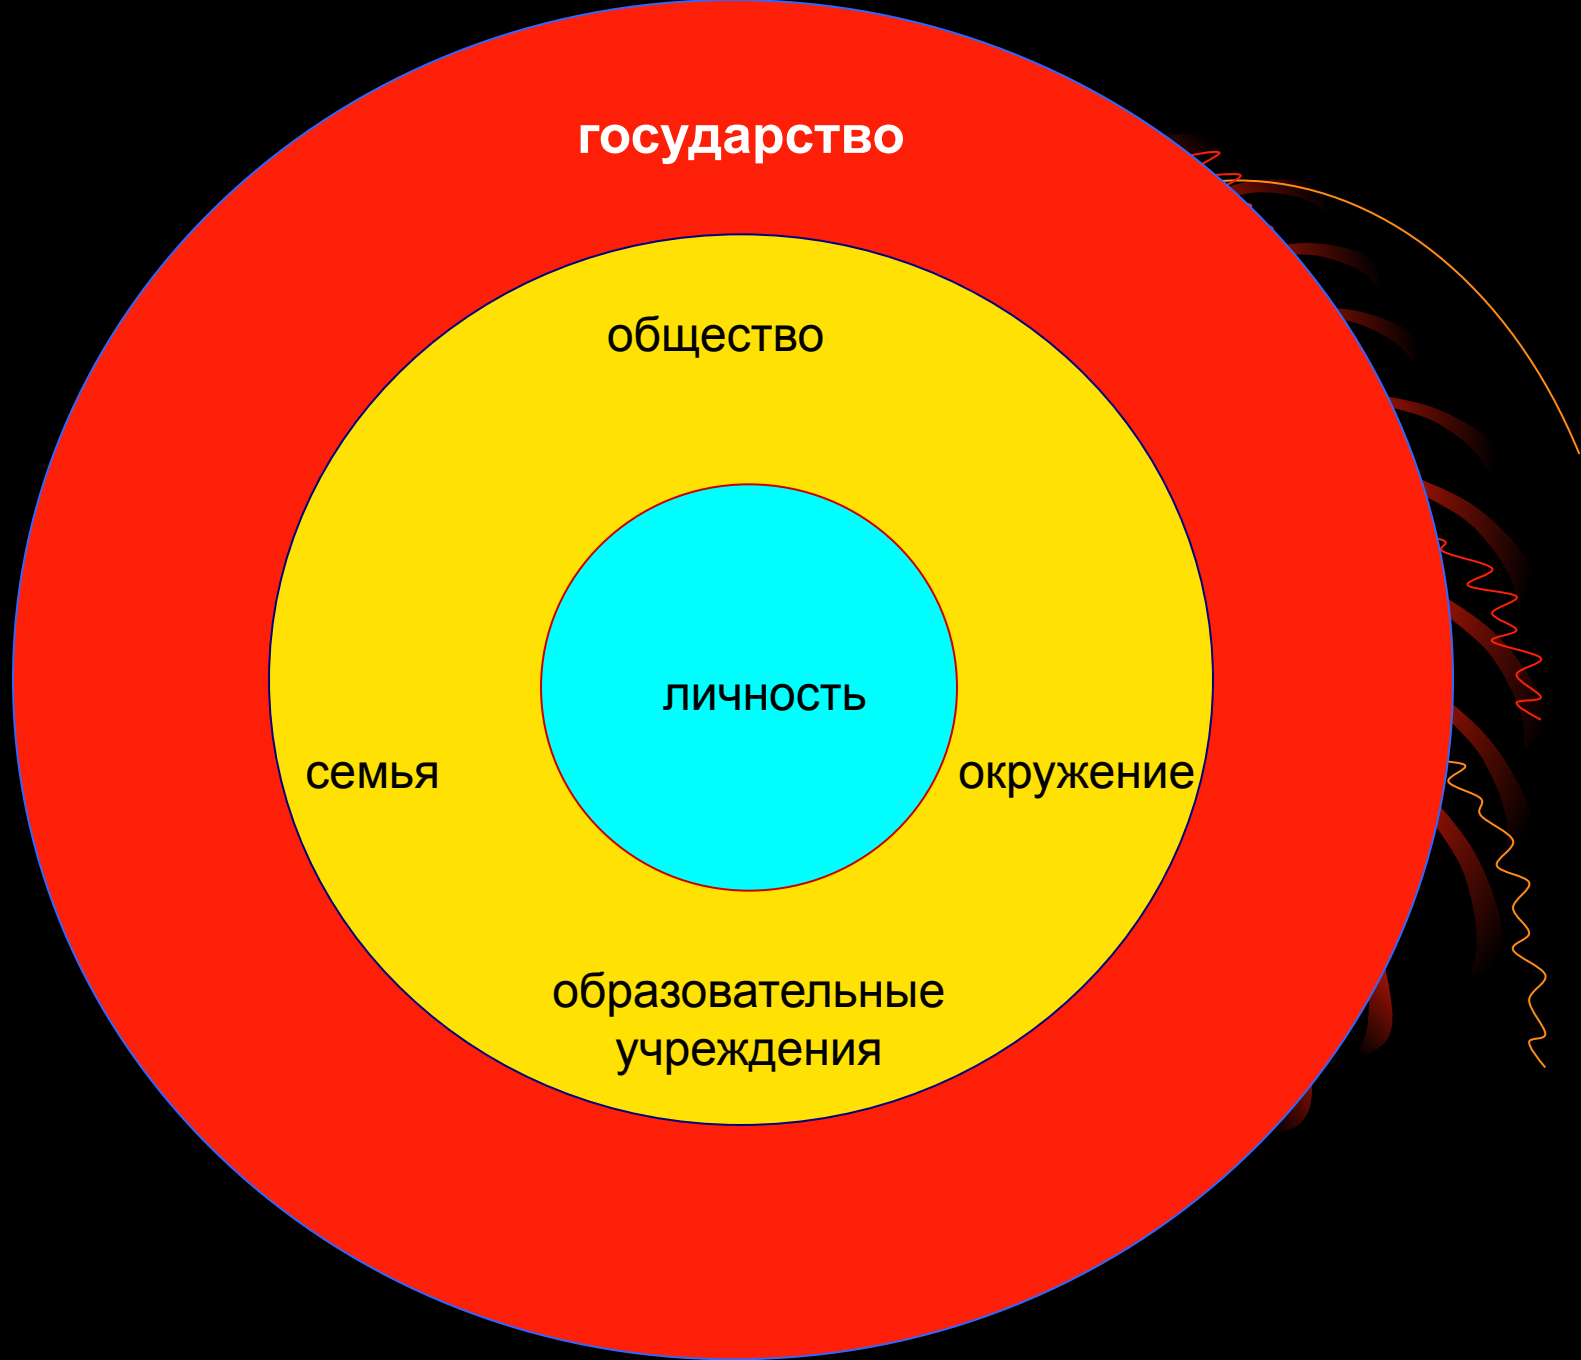 государство
общество
личность
семья
окружение
образовательные
учреждения